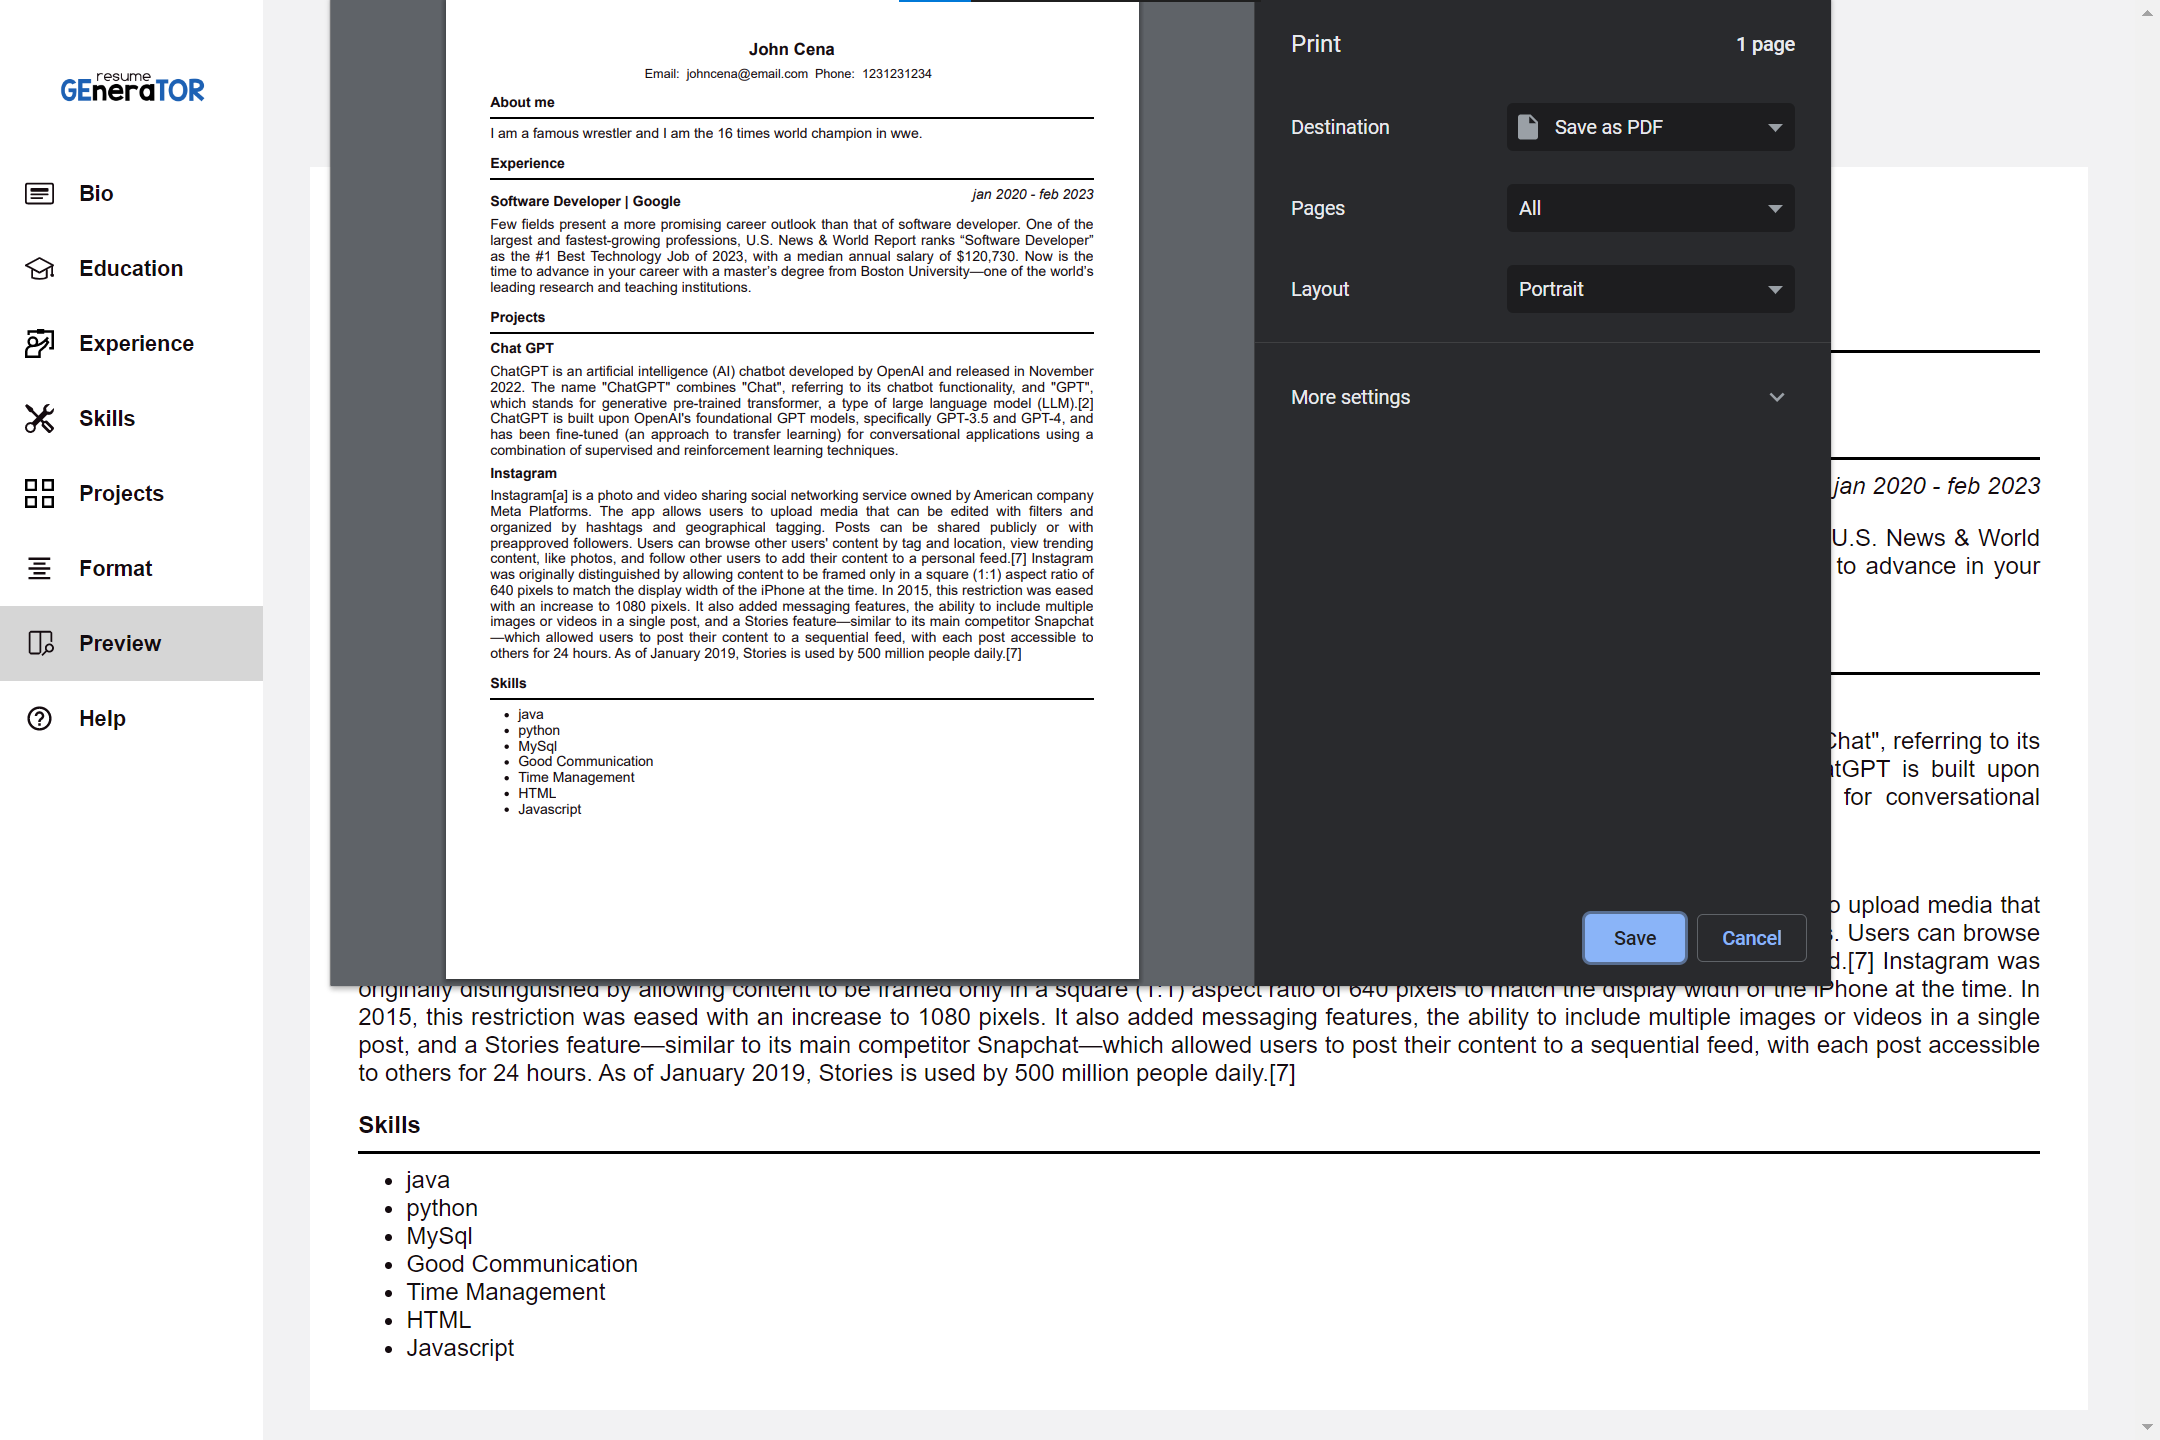 resume
GEneraTOR
Bio
Education
Experience
Skills
Projects
Format
Preview
Help
John Cena
Email: johncena@email.com Phone: 1231231234
About me
I am a famous wrestler and I am the 16 times world champion in wwe.
Experience
jan 2020 - feb 2023
Software Developer | Google
Few fields present a more promising career outlook than that of software developer. One of the
largest and fastest-growing professions, U.S. News & World Report ranks “Software Developer”
as the #1 Best Technology Job of 2023, with a median annual salary of $120,730. Now is the
time to advance in your career with a master’s degree from Boston University—one of the world’s
leading research and teaching institutions.
Projects
Chat GPT
ChatGPT is an artificial intelligence (AI) chatbot developed by OpenAI and released in November
2022. The name "ChatGPT" combines "Chat", referring to its chatbot functionality, and "GPT",
which stands for generative pre-trained transformer, a type of large language model (LLM).[2]
ChatGPT is built upon OpenAI's foundational GPT models, specifically GPT-3.5 and GPT-4, and
has been fine-tuned (an approach to transfer learning) for conversational applications using a
combination of supervised and reinforcement learning techniques.
Instagram
Instagram[a] is a photo and video sharing social networking service owned by American company
Meta Platforms. The app allows users to upload media that can be edited with filters and
organized by hashtags and geographical tagging. Posts can be shared publicly or with
preapproved followers. Users can browse other users' content by tag and location, view trending
content, like photos, and follow other users to add their content to a personal feed.[7] Instagram
was originally distinguished by allowing content to be framed only in a square (1:1) aspect ratio of
640 pixels to match the display width of the iPhone at the time. In 2015, this restriction was eased
with an increase to 1080 pixels. It also added messaging features, the ability to include multiple
images or videos in a single post, and a Stories feature—similar to its main competitor Snapchat
—which allowed users to post their content to a sequential feed, with each post accessible to
others for 24 hours. As of January 2019, Stories is used by 500 million people daily.[7]
Skills
• java
• python
• MySql
• Good Communication
• Time Management
• HTML
• Javascript
Print
1 page
Destination
Save as PDF
Pages
All
Layout
Portrait
More settings
Save
Cancel
jan 2020 - feb 2023
U.S. News & World
to advance in your
Chat", referring to its
atGPT is built upon
for conversational
o upload media that
s. Users can browse
d.[7] Instagram was
originally distinguished by allowing content to be framed only in a square (1:1) aspect ratio of 640 pixels to match the display width of the iPhone at the time. In
2015, this restriction was eased with an increase to 1080 pixels. It also added messaging features, the ability to include multiple images or videos in a single
post, and a Stories feature—similar to its main competitor Snapchat—which allowed users to post their content to a sequential feed, with each post accessible
to others for 24 hours. As of January 2019, Stories is used by 500 million people daily.[7]
Skills
• java
• python
• MySql
• Good Communication
• Time Management
• HTML
• Javascript